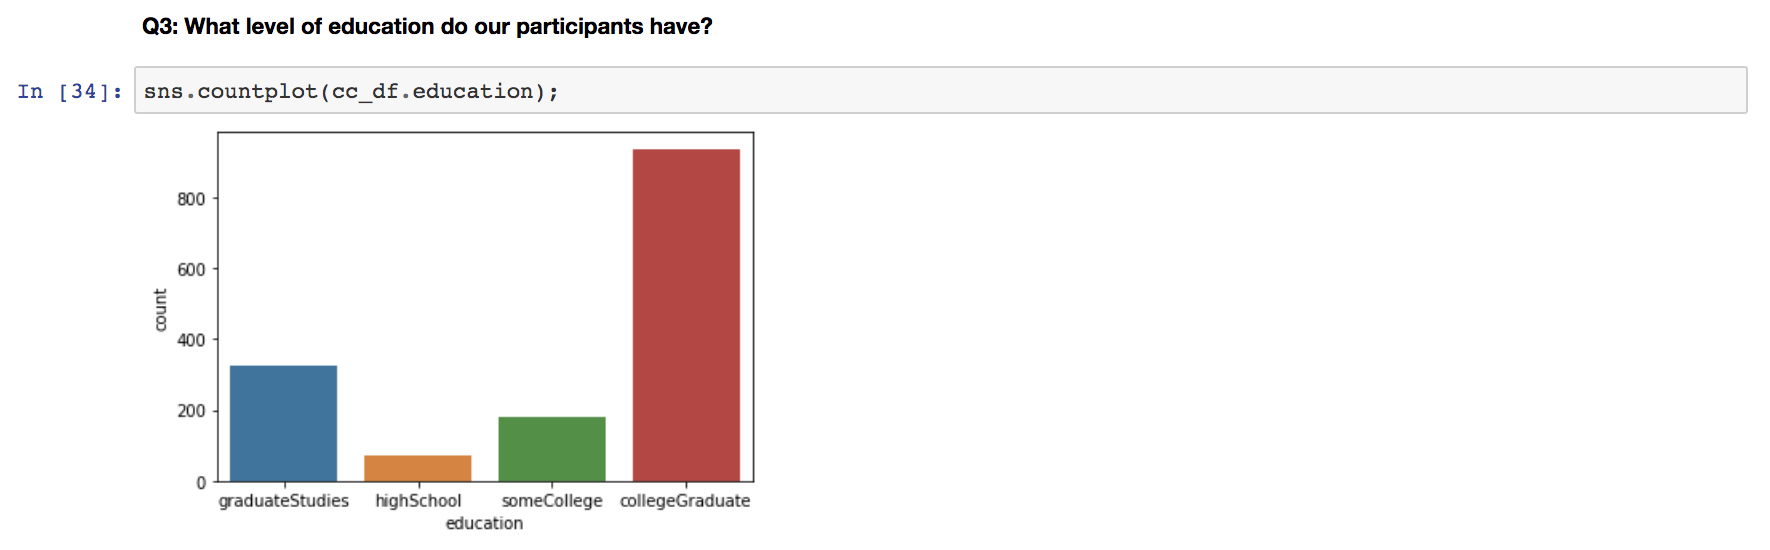 Q3: What level of education do our participants have?
In [34]: sns.countplot(cc_df.education);
800
600
400
200
0
count
graduateStudies highSchool someCollege collegeGraduate
education